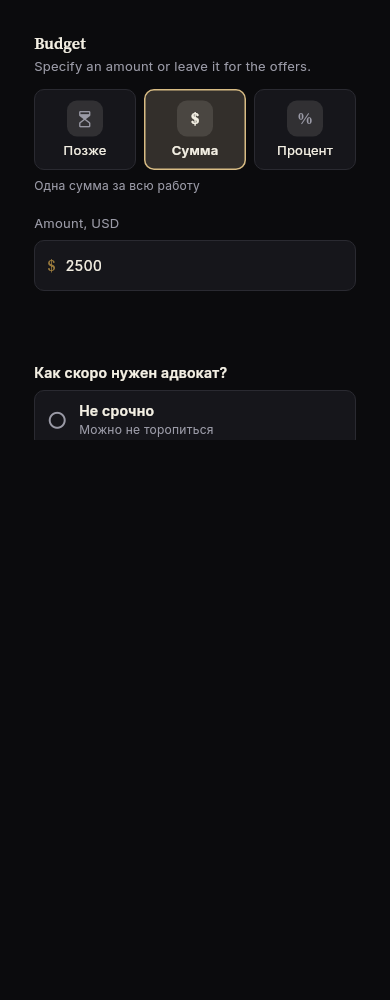 Budget
Specify an amount or leave it for the offers.
$ %
Позже Сумма Процент
Одна сумма за всю работу
Amount, USD
$ 2500
Как скоро нужен адвокат?
Не срочно
Можно не торопиться